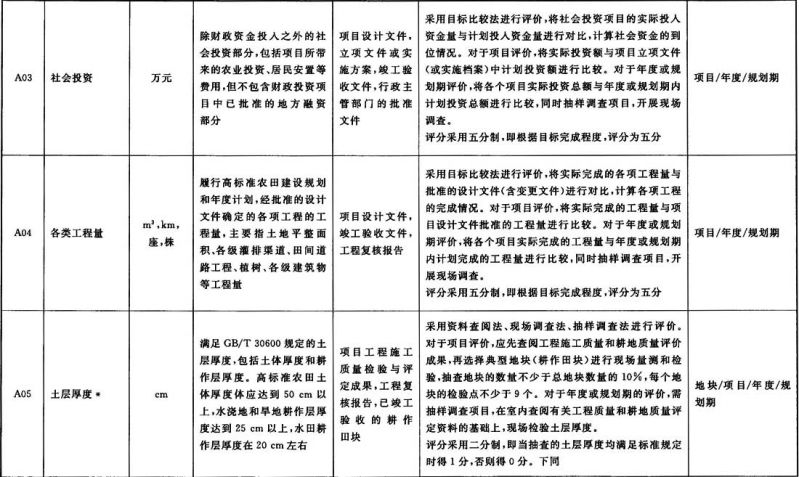 A03
社会投资
万元
除财政资金投入之外的社
会投资部分,包括项目所带
来的农业投资、居民安置等
费用,但不包含财政投资项
目中已批准的地方融资
部分
项目设计文件,
立项文件或实
施方案,竣工验
收文件,行政主
管部门的批准
文件
采用目标比较法进行评价,将社会投资项目的实际投入
资金量与计划投入资金量进行对比,计算社会资金的到
位情况。对于项目评价,将实际投资额与项目立项文件
(或实施档案)中计划投资额进行比较。对于年度或规
划期评价,将各个项目实际投资总额与年度或规划期内
计划投资总额进行比较,同时抽样调查项目,开展现场
调查。
评分采用五分制,即根据目标完成程度,评分为五分
项目/年度/规划期
A04
各类工程量
m³,km,
座,株
履行高标准农田建设规划
和年度计划,经批准的设计
文件确定的各项工程的工
程量,主要指土地平整面
积、各级灌排渠道、田间道
路工程、植树、各级建筑物
等工程量
项目设计文件,
竣工验收文件,
工程复核报告
采用目标比较法进行评价,将实际完成的各项工程量与
批准的设计文件(含变更文件)进行对比,计算各项工程
的完成情况。对于项目评价,将实际完成的工程量与项
目设计文件批准的工程量进行比较。对于年度或规划
期评价,将各个项目实际完成的工程量与年度或规划期
内计划完成的工程量进行比较,同时抽样调查项目,开
展现场调查。
评分采用五分制,即根据目标完成程度,评分为五分
项目/年度/规划期
A05
土层厚度*
cm
满足 GB/T 30600 规定的土
层厚度,包括土体厚度和耕
作层厚度。高标准农田土
体厚度体应达到 50 cm 以
上,水浇地和旱地耕作层厚
度达到 25 cm 以上,水田耕
作层厚度在 20 cm 左右
项目工程施工
质量检验与评
定成果,工程复
核报告,已竣工
验收的耕作
田块
采用资料查阅法、现场调查法、抽样调查法进行评价。
对于项目评价,应先查阅工程施工质量和耕地质量评价
成果,再选择典型地块(耕作田块)进行现场量测和检
验,抽查地块的数量不少于总地块数量的 10%,每个地
块的检验点不少于 9 个。对于年度或规划期的评价,需
抽样调查项目,在室内查阅有关工程质量和耕地质量评
定资料的基础上,现场检验土层厚度。
评分采用二分制,即当抽查的土层厚度均满足标准规定
时得 1 分,否则得 0 分。下同
地块/项目/年度/规
划期